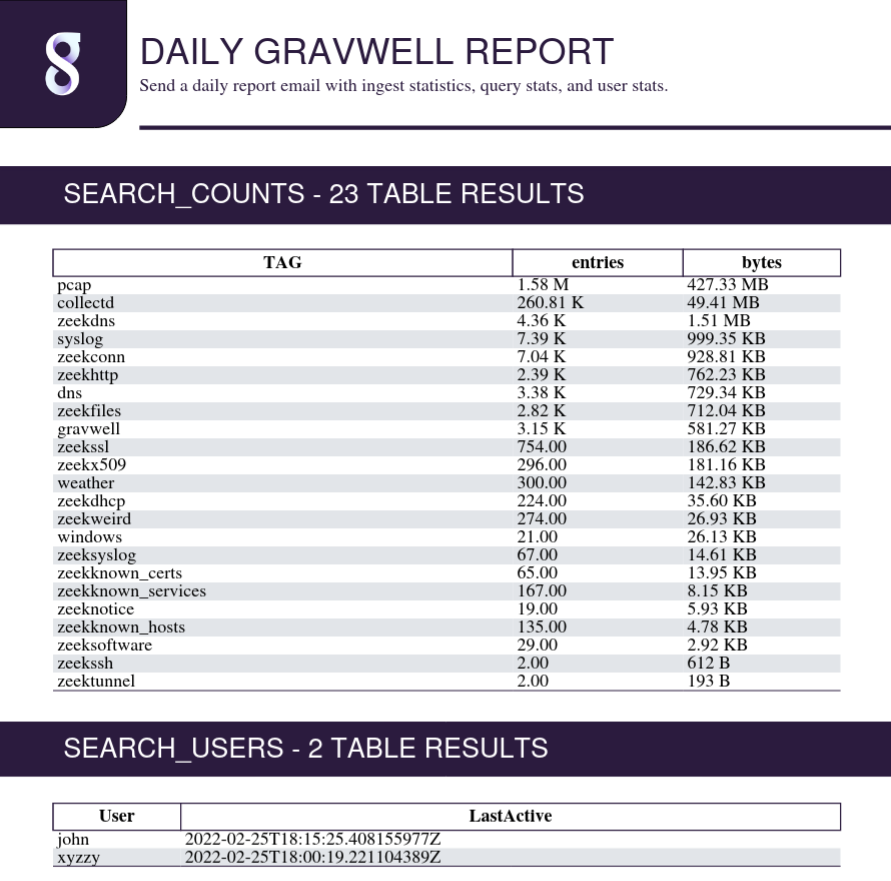 DAILY GRAVWELL REPORT
Send a daily report email with ingest statistics, query stats, and user stats.
SEARCH_COUNTS - 23 TABLE RESULTS
TAG entries bytes
pcap 1.58 M 427.33 MB
collectd 260.81 K 49.41 MB
zeekdns 4.36 K 1.51 MB
syslog 7.39 K 999.35 KB
zeekconn 7.04 K 928.81 KB
zeekhttp 2.39 K 762.23 KB
dns 3.38 K 729.34 KB
zeekfiles 2.82 K 712.04 KB
gravwell 3.15 K 581.27 KB
zeekssl 754.00 186.62 KB
zeekx509 296.00 181.16 KB
weather 300.00 142.83 KB
zeekdhcp 224.00 35.60 KB
zeekweird 274.00 26.93 KB
windows 21.00 26.13 KB
zeeksyslog 67.00 14.61 KB
zeekknown_certs 65.00 13.95 KB
zeekknown_services 167.00 8.15 KB
zeeknotice 19.00 5.93 KB
zeekknown_hosts 135.00 4.78 KB
zeeksoftware 29.00 2.92 KB
zeekssh 2.00 612 B
zeektunnel 2.00 193 B
SEARCH_USERS - 2 TABLE RESULTS
User LastActive
john 2022-02-25T18:15:25.408155977Z
xyzzy 2022-02-25T18:00:19.221104389Z